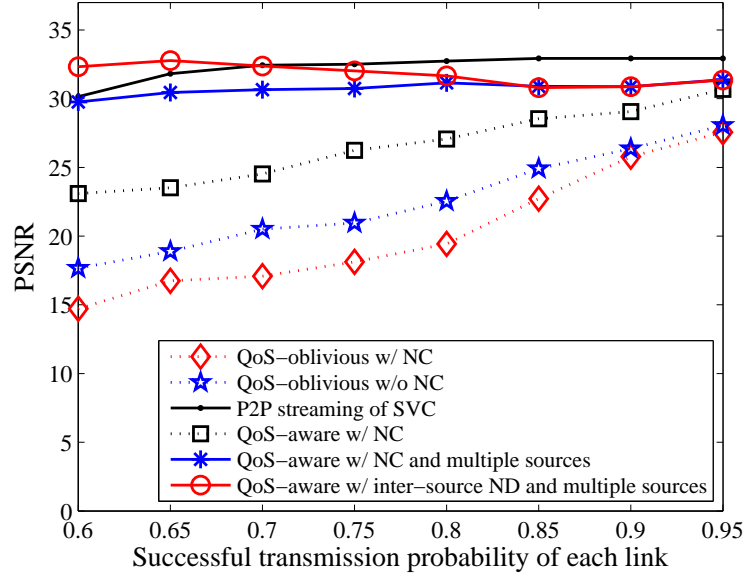 35
30
25
20
15
10
5
0
PSNR
QoS−oblivious w/ NC
QoS−oblivious w/o NC
P2P streaming of SVC
QoS−aware w/ NC
QoS−aware w/ NC and multiple sources
QoS−aware w/ inter−source ND and multiple sources
0.6 0.65 0.7 0.75 0.8 0.85 0.9 0.95
Successful transmission probability of each link